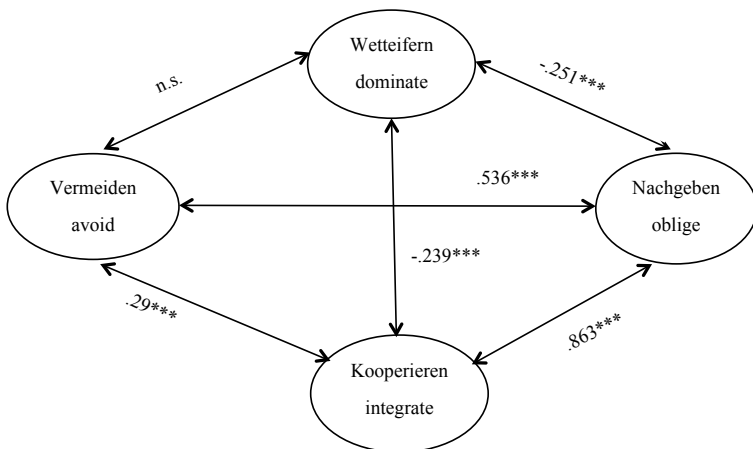 Wetteifern
dominate
n.s.
-.251***
Vermeiden
avoid
.536***
Nachgeben
oblige
-.239***
.29***
.863***
Kooperieren
integrate